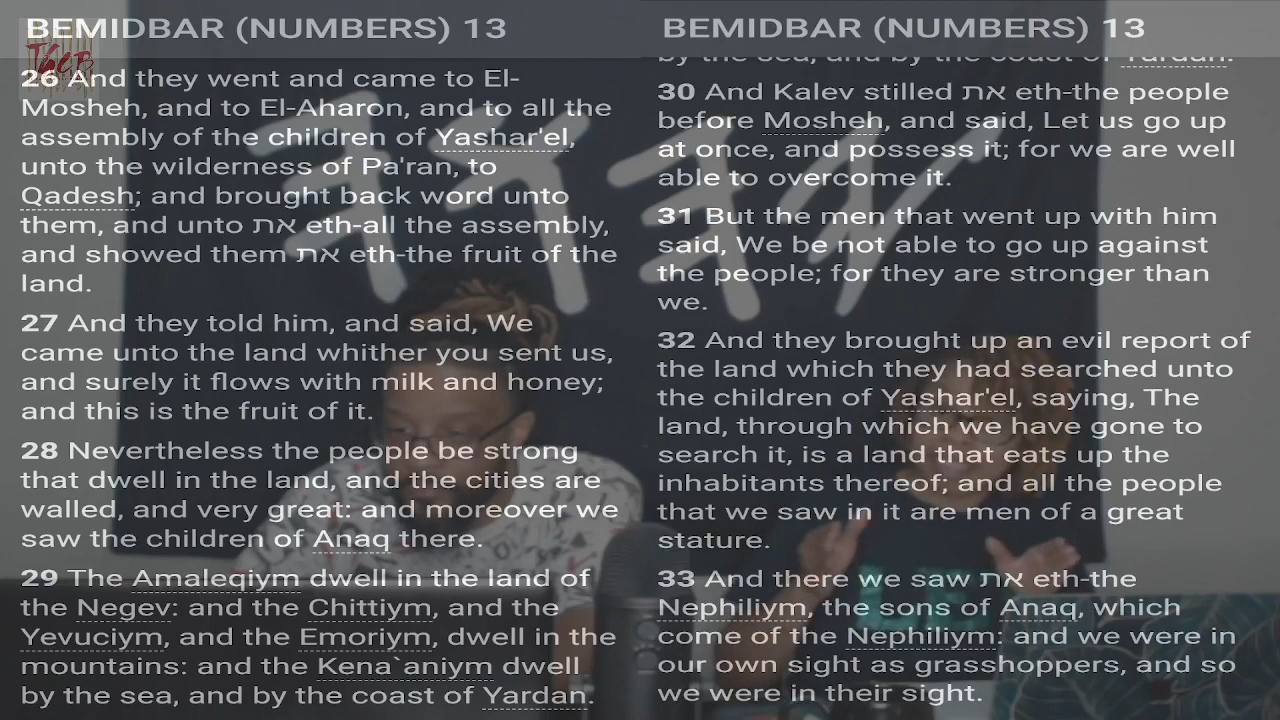 BEMIDBAR (NUMBERS) 13
26 And they went and came to El-
Mosheh, and to El-Aharon, and to all the
assembly of the children of Yashar'el,
unto the wilderness of Pa'ran, to
Qadesh; and brought back word unto
them, and unto את eth-all the assembly,
and showed them את eth-the fruit of the
land.
27 And they told him, and said, We
came unto the land whither you sent us,
and surely it flows with milk and honey;
and this is the fruit of it.
28 Nevertheless the people be strong
that dwell in the land, and the cities are
walled, and very great: and moreover we
saw the children of Anaq there.
29 The Amaleqiym dwell in the land of
the Negev: and the Chittiym, and the
Yevuciym, and the Emoriym, dwell in the
mountains: and the Kena`aniym dwell
by the sea, and by the coast of Yardan.
BEMIDBAR (NUMBERS) 13
by the sea, and by the coast of Yardan.
30 And Kalev stilled את eth-the people
before Mosheh, and said, Let us go up
at once, and possess it; for we are well
able to overcome it.
31 But the men that went up with him
said, We be not able to go up against
the people; for they are stronger than
we.
32 And they brought up an evil report of
the land which they had searched unto
the children of Yashar'el, saying, The
land, through which we have gone to
search it, is a land that eats up the
inhabitants thereof; and all the people
that we saw in it are men of a great
stature.
33 And there we saw את eth-the
Nephiliym, the sons of Anaq, which
come of the Nephiliym: and we were in
our own sight as grasshoppers, and so
we were in their sight.